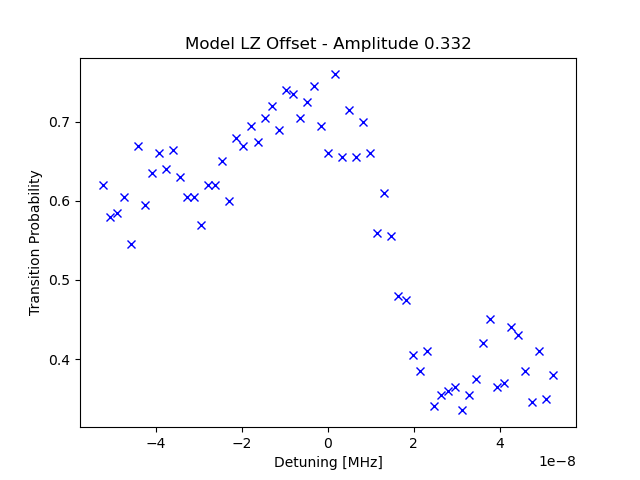 Model LZ Offset - Amplitude 0.332
Transition Probability
0.7
0.6
0.5
0.4
−4
−2
0
2
4
1e−8
Detuning [MHz]